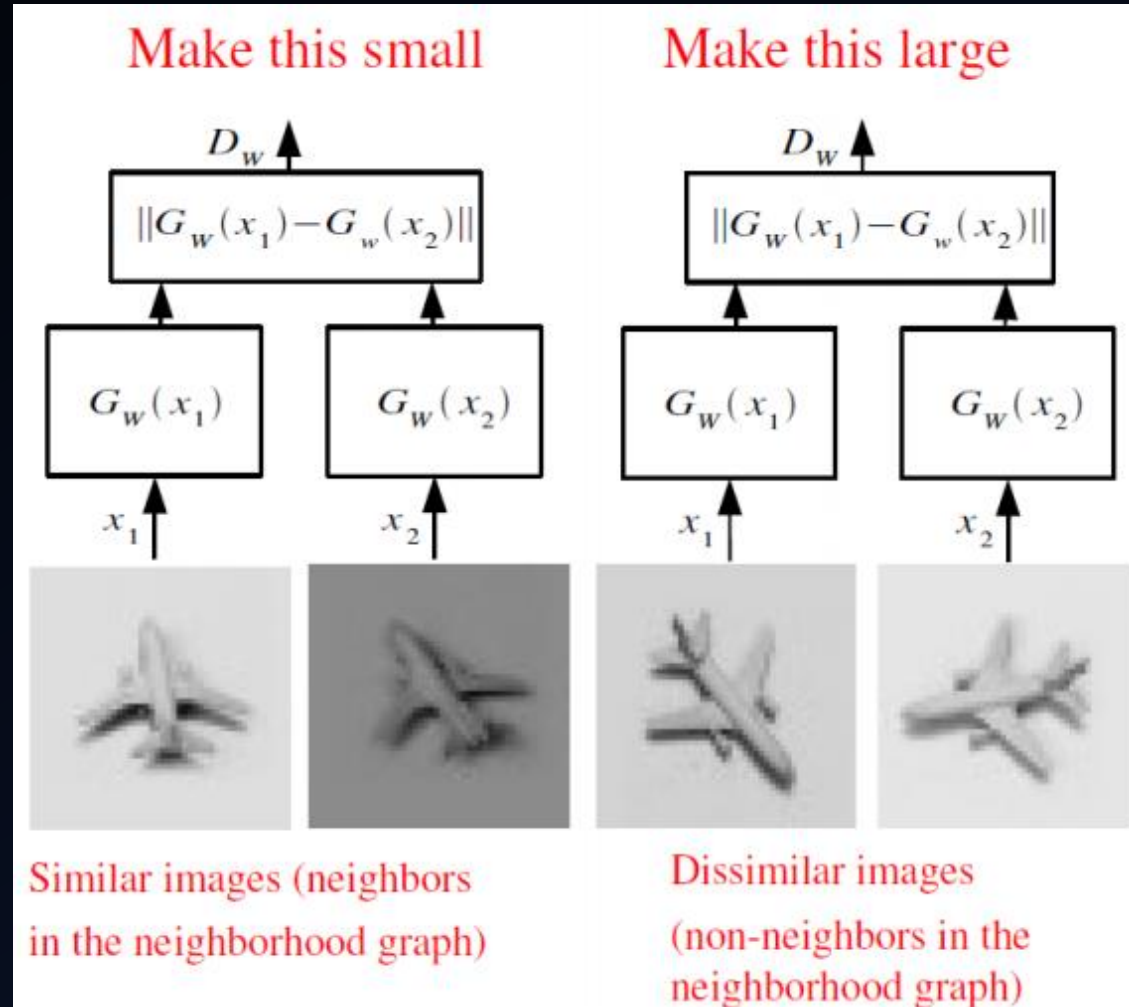 Make this small
D_W
||G_W(x_1)-G_w(x_2)||
G_W(x_1)
G_W(x_2)
x_1
x_2
Similar images (neighbors
in the neighborhood graph)
Make this large
D_W
||G_W(x_1)-G_w(x_2)||
G_W(x_1)
G_W(x_2)
x_1
x_2
Dissimilar images
(non-neighbors in the
neighborhood graph)